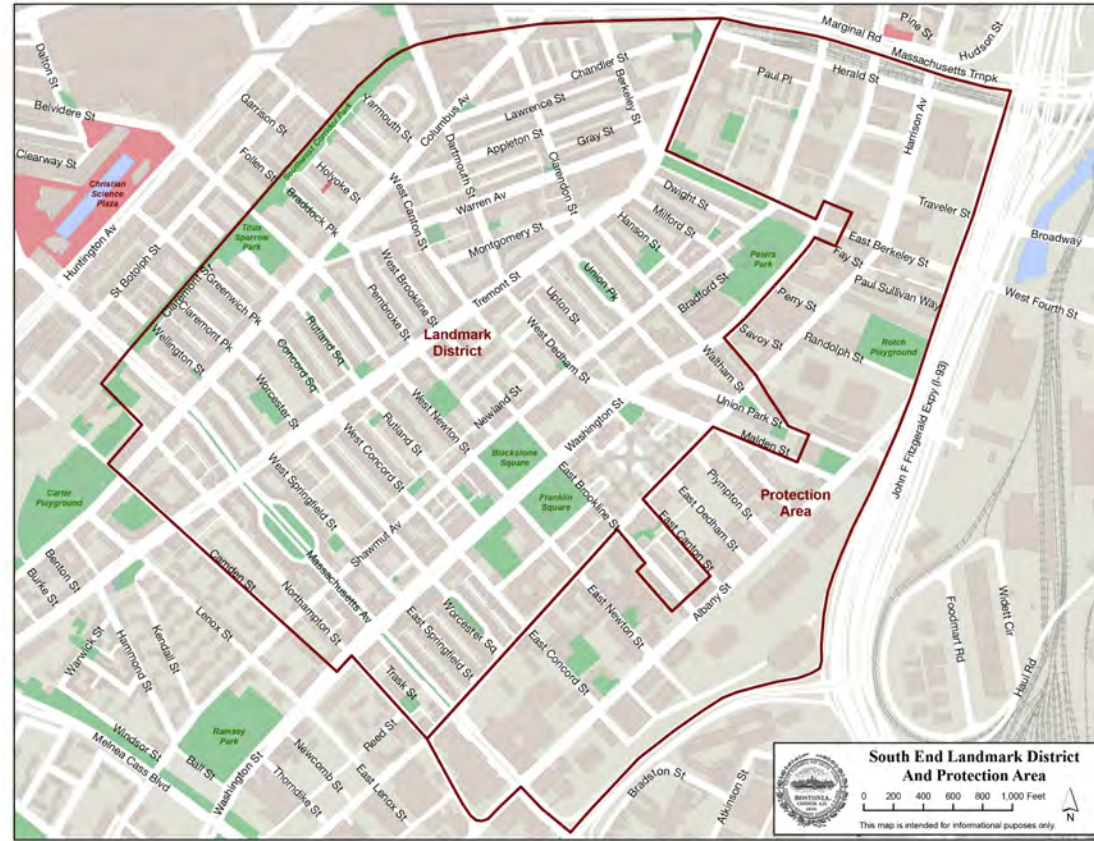 Marginal Rd
Pine St
Hudson St
Massachusetts Trnpk
Dalton St
Belvidere St
Clearway St
Christian
Science
Plaza
Huntington Av
Garrison St
Follen St
St Botolph St
Yarmouth St
Southwest Corridor Park
Holyoke St
Braddock Pk
Titus
Sparrow
Park
Columbus Av
Chandler St
Lawrence St
Appleton St
Gray St
Berkeley St
Dartmouth St
Clarendon St
West Canton St
Warren Av
Montgomery St
Paul Pl
Herald St
Harrison Av
Traveler St
Broadway
West Fourth St
Dwight St
Milford St
Hanson St
Peters
Park
East Berkeley St
Fay St
Paul Sullivan Way
Bradford St
Perry St
Savoy St
Randolph St
Rotch
Playground
Union Pk
Upton St
Tremont St
West Brookline St
Pembroke St
Landmark
District
West Dedham St
Waltham St
Union Park St
Malden St
Washington St
Claremont Pk
Greenwich Pk
Wellington St
Rutland Sq
Concord Sq
Worcester St
West Newton St
Newland St
Rutland St
West Concord St
West Springfield St
Blackstone
Square
Franklin
Square
East Brookline St
Plympton St
East Dedham St
East Canton St
Protection
Area
John F Fitzgerald Expy (I-93)
Albany St
Carter
Playground
Camden St
Northampton St
Massachusetts Av
Shawmut Av
Worcester Sq
East Springfield St
East Newton St
East Concord St
Trask St
Benton St
Burke St
Warwick St
Hammond St
Kendall St
Lenox St
Windsor St
Melnea Cass Blvd
Ball St
Ramsey
Park
Washington St
Thorndike St
Newcomb St
Reed St
East Lenox St
Bradston St
Atkinson St
Foodmart Rd
Widett Cir
Haul Rd
South End Landmark District
And Protection Area
0 200 400 600 800 1,000 Feet
N
This map is intended for informational puposes only.
BOSTONIA